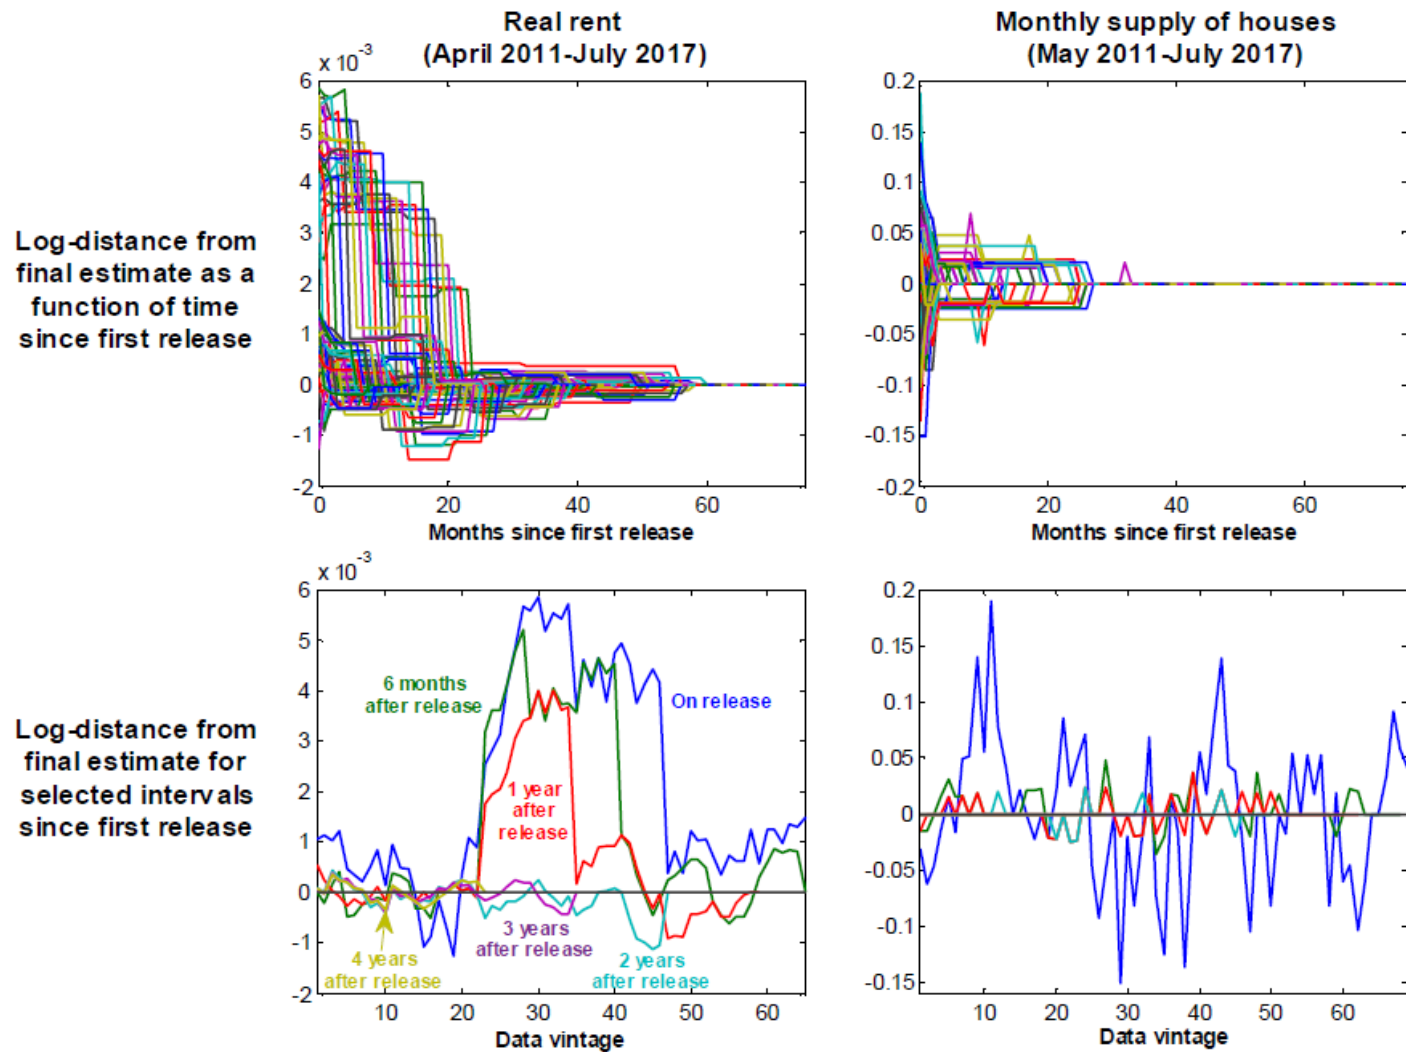 Real rent
(April 2011-July 2017)
Monthly supply of houses
(May 2011-July 2017)
Log-distance from
final estimate as a
function of time
since first release
x 10-3
6
5
4
3
2
1
0
-1
-2
0
20
40
60
Months since first release
0.2
0.15
0.1
0.05
0
-0.05
-0.1
-0.15
-0.2
0
20
40
60
Months since first release
Log-distance from
final estimate for
selected intervals
since first release
x 10-3
6
5
4
3
2
1
0
-1
-2
6 months
after release
On release
1 year
after
release
3 years
after release
4 years
after release
2 years
after release
10
20
30
40
50
60
Data vintage
0.2
0.15
0.1
0.05
0
-0.05
-0.1
-0.15
10
20
30
40
50
60
Data vintage